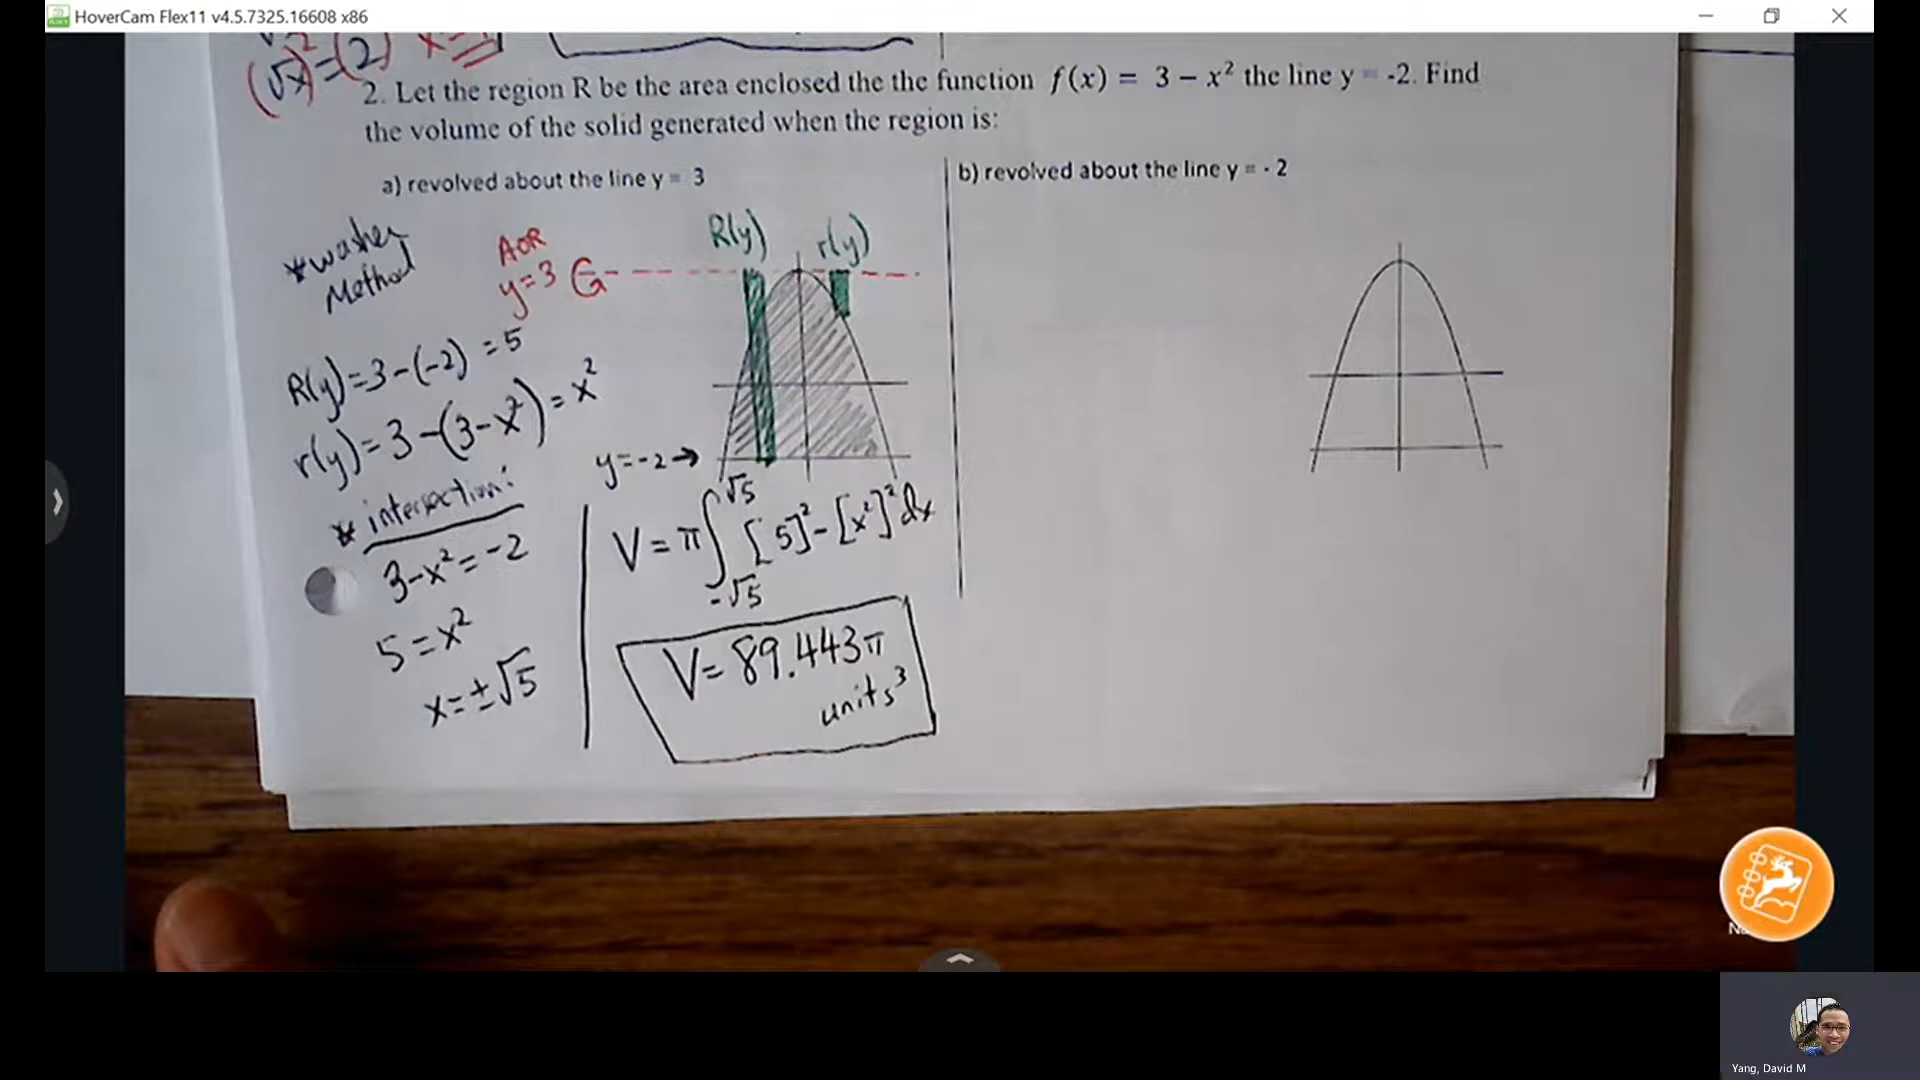 HoverCam Flex11 v4.5.7325.16608 x86
(√x)²=(2)
2. Let the region R be the area enclosed the the function f(x) = 3 − x² the line y = -2. Find
the volume of the solid generated when the region is:
a) revolved about the line y = 3
b) revolved about the line y = - 2
*washer
Method
AOR
y=3
R(y)
r(y)
R(y)=3-(-2) =5
r(y)=3-(3-x²)=x²
y=-2→
* intersection:
3-x²=-2
5=x²
x=±√5
V=π∫ √5 -√5 [5]²-[x²]²dx
V=89.443π
units³
Yang, David M